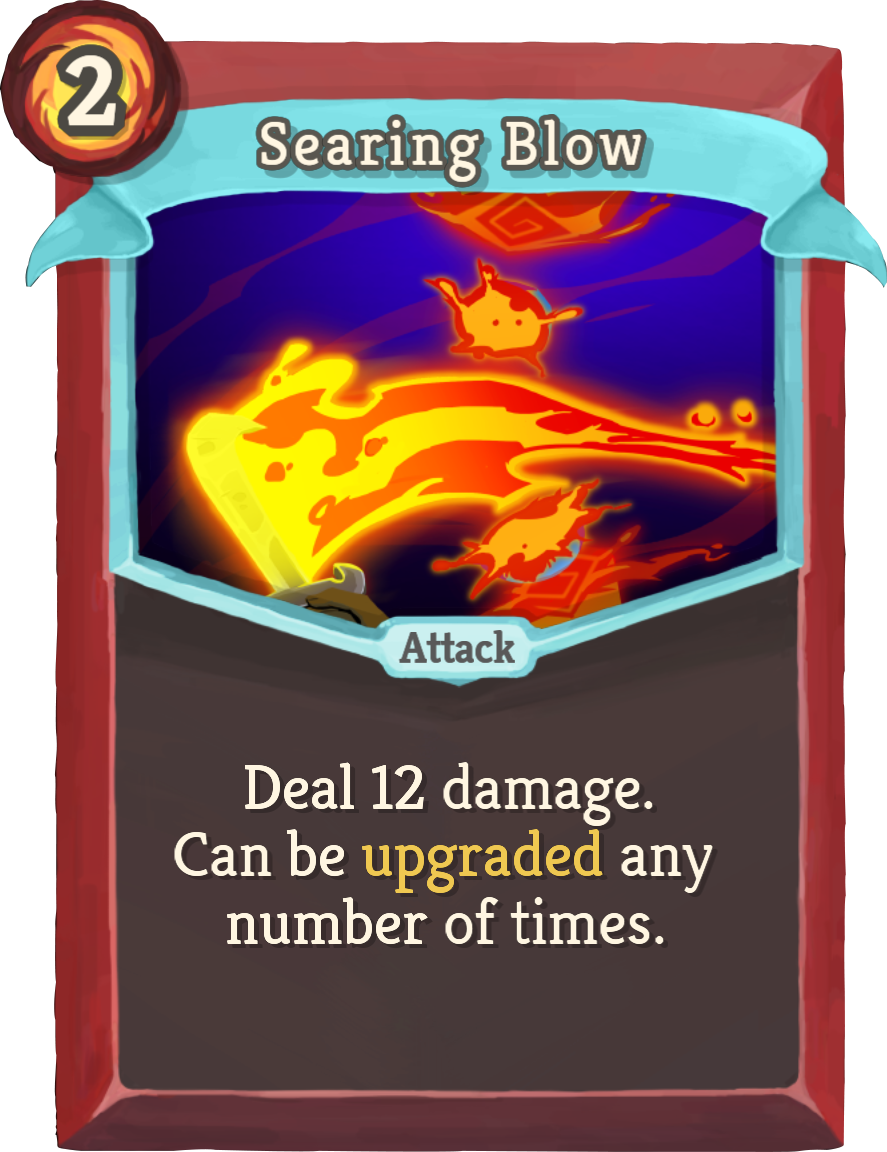 2
Searing Blow
Attack
Deal 12 damage.
Can be upgraded any
number of times.